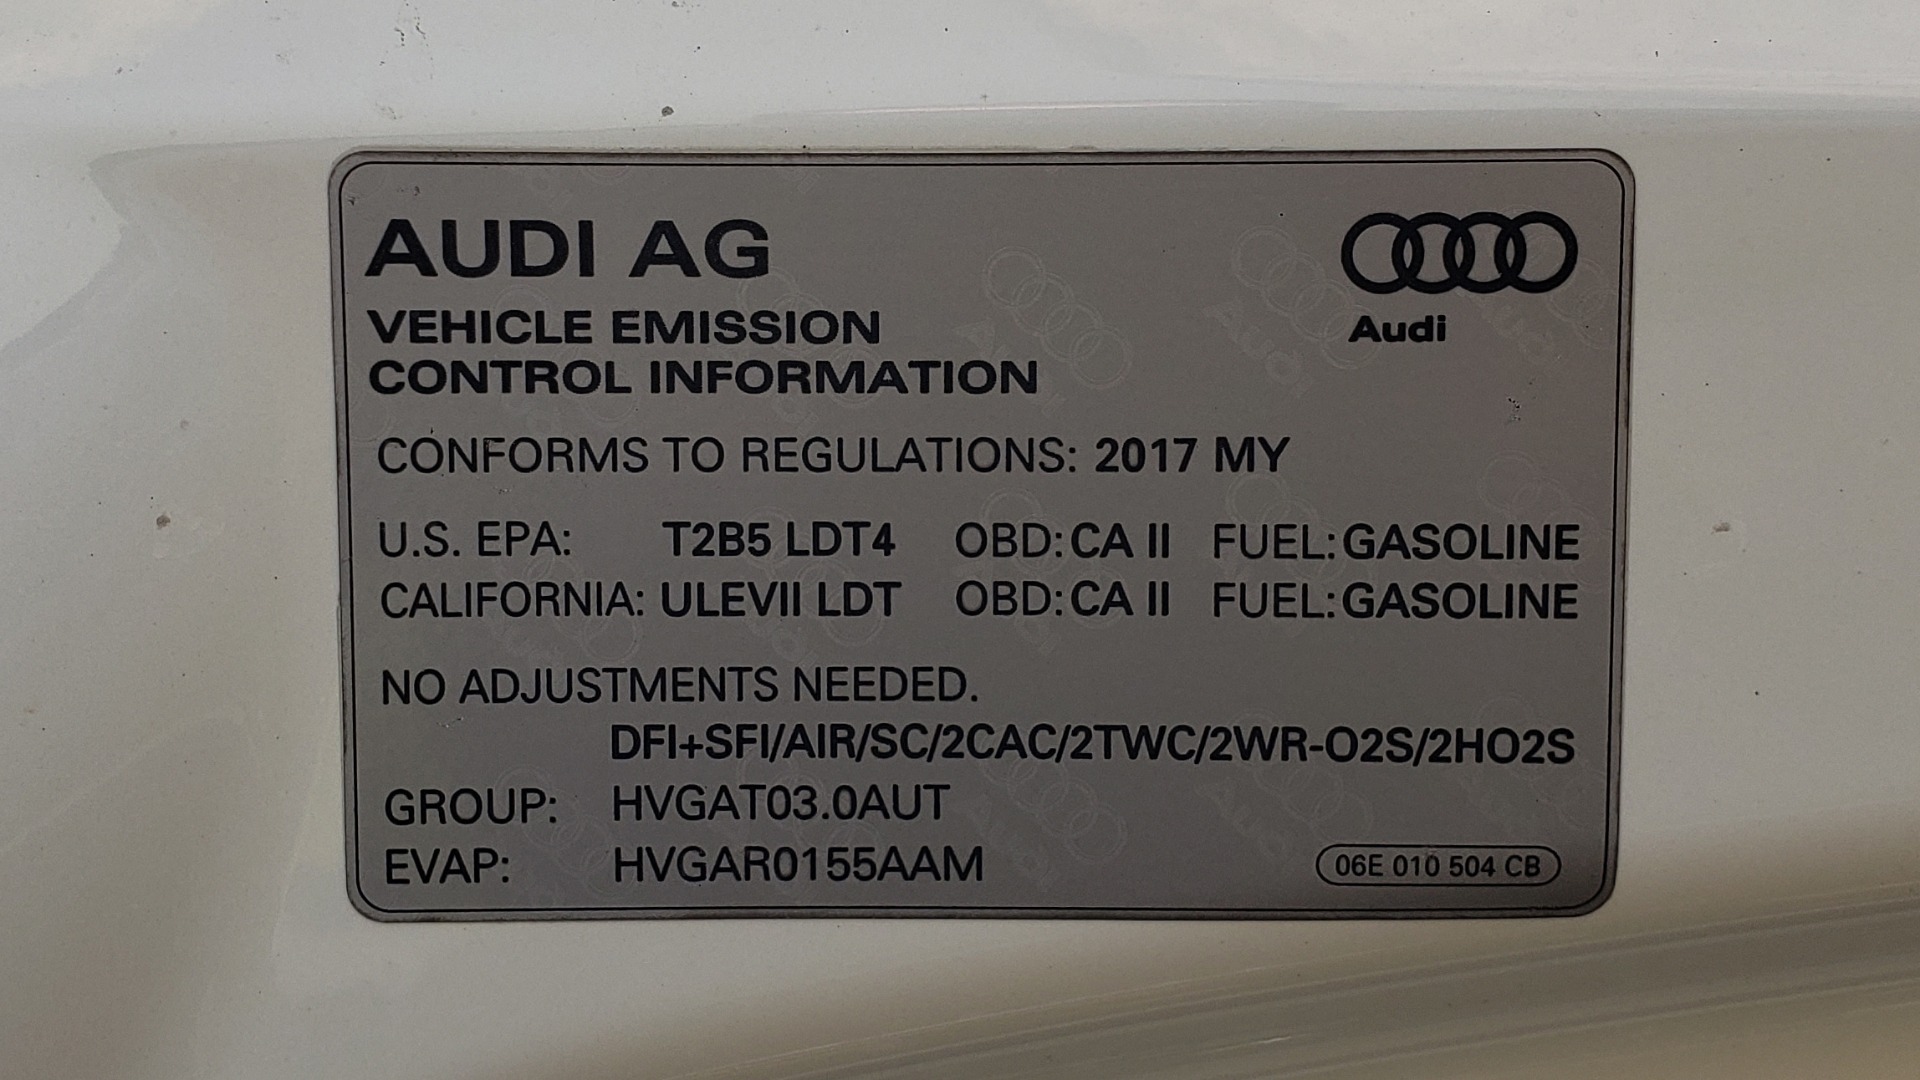 AUDI AG
Audi
VEHICLE EMISSION
CONTROL INFORMATION
CONFORMS TO REGULATIONS: 2017 MY
U.S. EPA: T2B5 LDT4 OBD: CA II FUEL: GASOLINE
CALIFORNIA: ULEVII LDT OBD: CA II FUEL: GASOLINE
NO ADJUSTMENTS NEEDED.
DFI+SFI/AIR/SC/2CAC/2TWC/2WR-O2S/2HO2S
GROUP: HVGAT03.0AUT
EVAP: HVGAR0155AAM
06E 010 504 CB